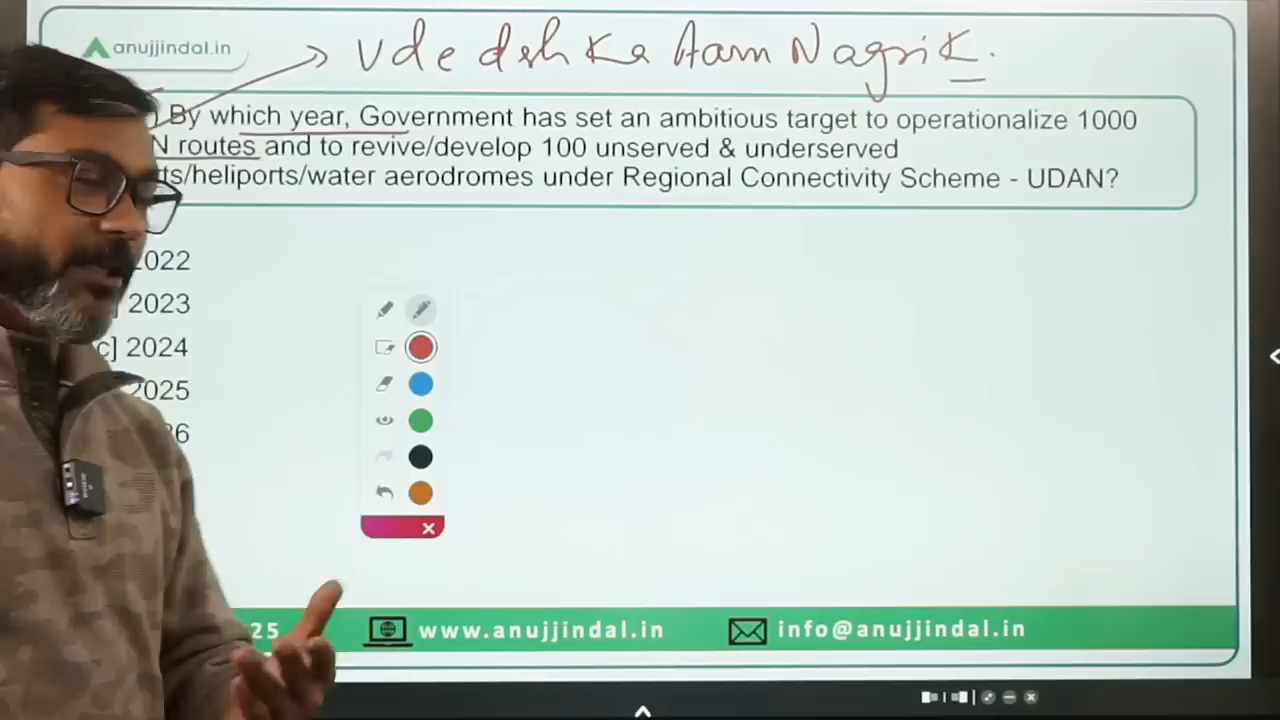 anujjindal.in
Ude desh Ka Aam Nagrik.
By which year, Government has set an ambitious target to operationalize 1000
N routes and to revive/develop 100 unserved & underserved
ts/heliports/water aerodromes under Regional Connectivity Scheme - UDAN?
2022
] 2023
c] 2024
2025
6
25
www.anujjindal.in
info@anujjindal.in